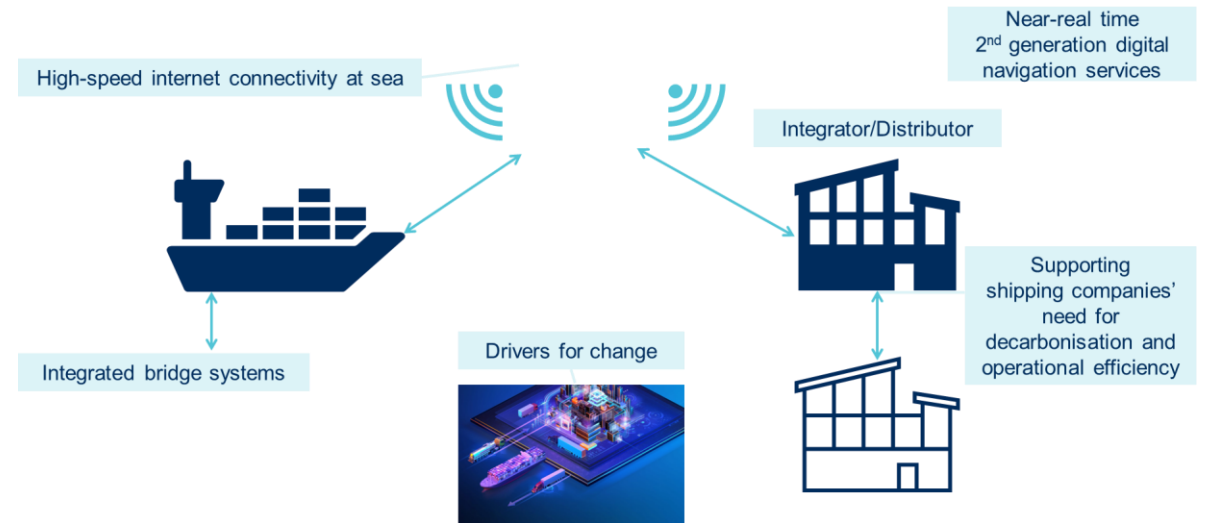 Near-real time
2nd generation digital
navigation services
High-speed internet connectivity at sea
Integrator/Distributor
Supporting
shipping companies’
need for
decarbonisation and
operational efficiency
Drivers for change
Integrated bridge systems